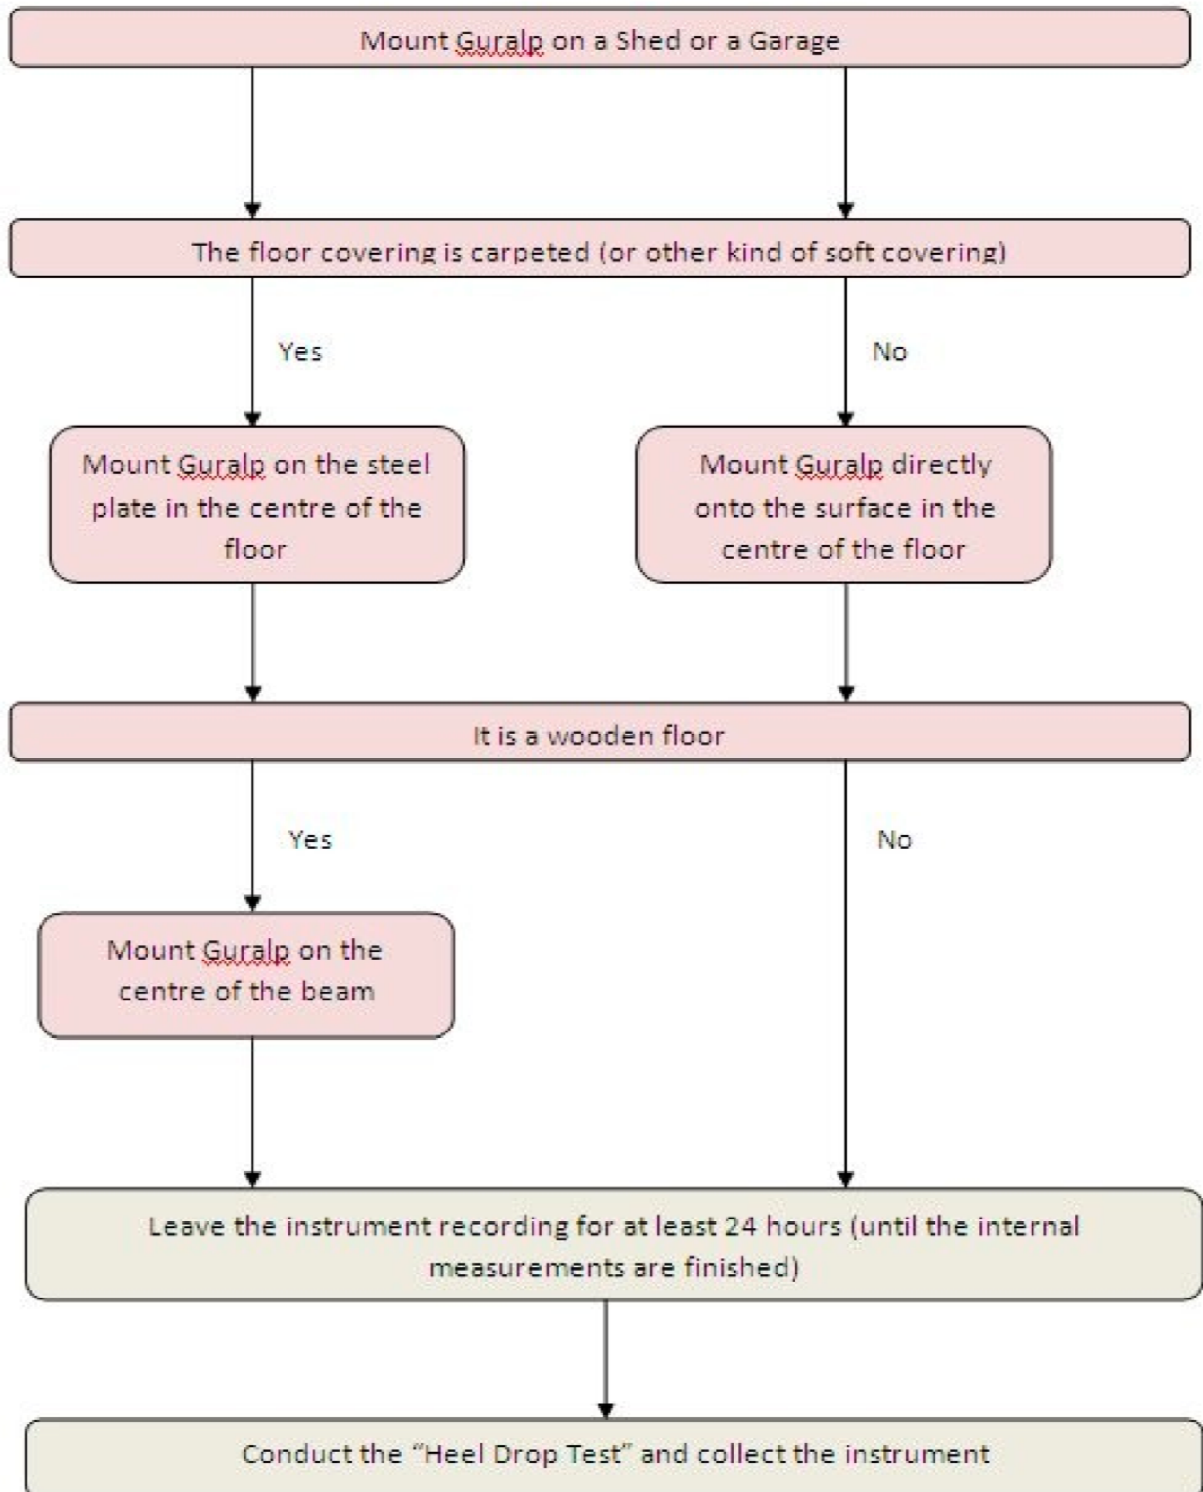 Mount Guralp on a Shed or a Garage
The floor covering is carpeted (or other kind of soft covering)
Yes
No
Mount Guralp on the steel
plate in the centre of the
floor
Mount Guralp directly
onto the surface in the
centre of the floor
It is a wooden floor
Yes
No
Mount Guralp on the
centre of the beam
Leave the instrument recording for at least 24 hours (until the internal
measurements are finished)
Conduct the “Heel Drop Test” and collect the instrument